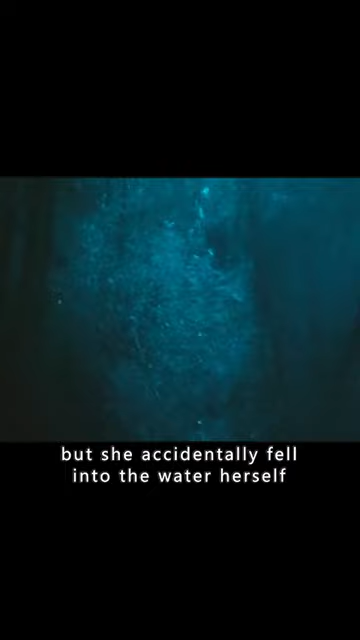 but she accidentally fell
into the water herself